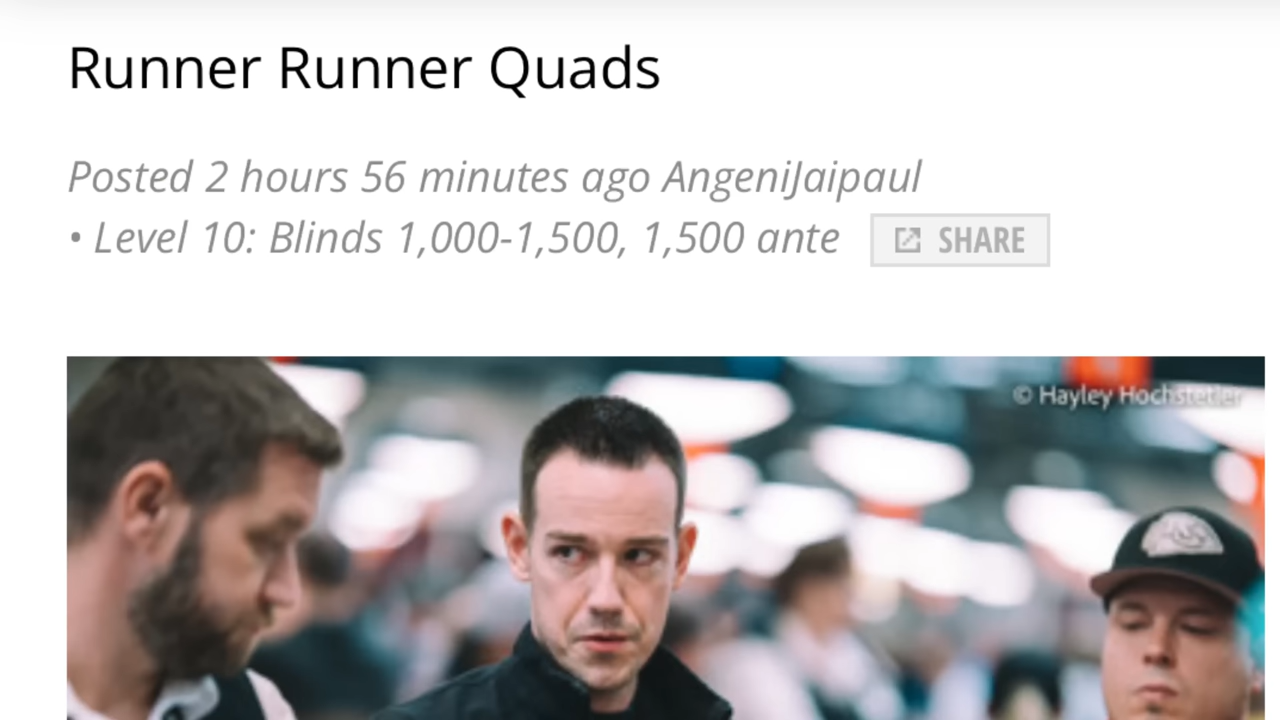 Runner Runner Quads
Posted 2 hours 56 minutes ago AngeniJaipaul
• Level 10: Blinds 1,000-1,500, 1,500 ante
SHARE
© Hayley Hochstetler